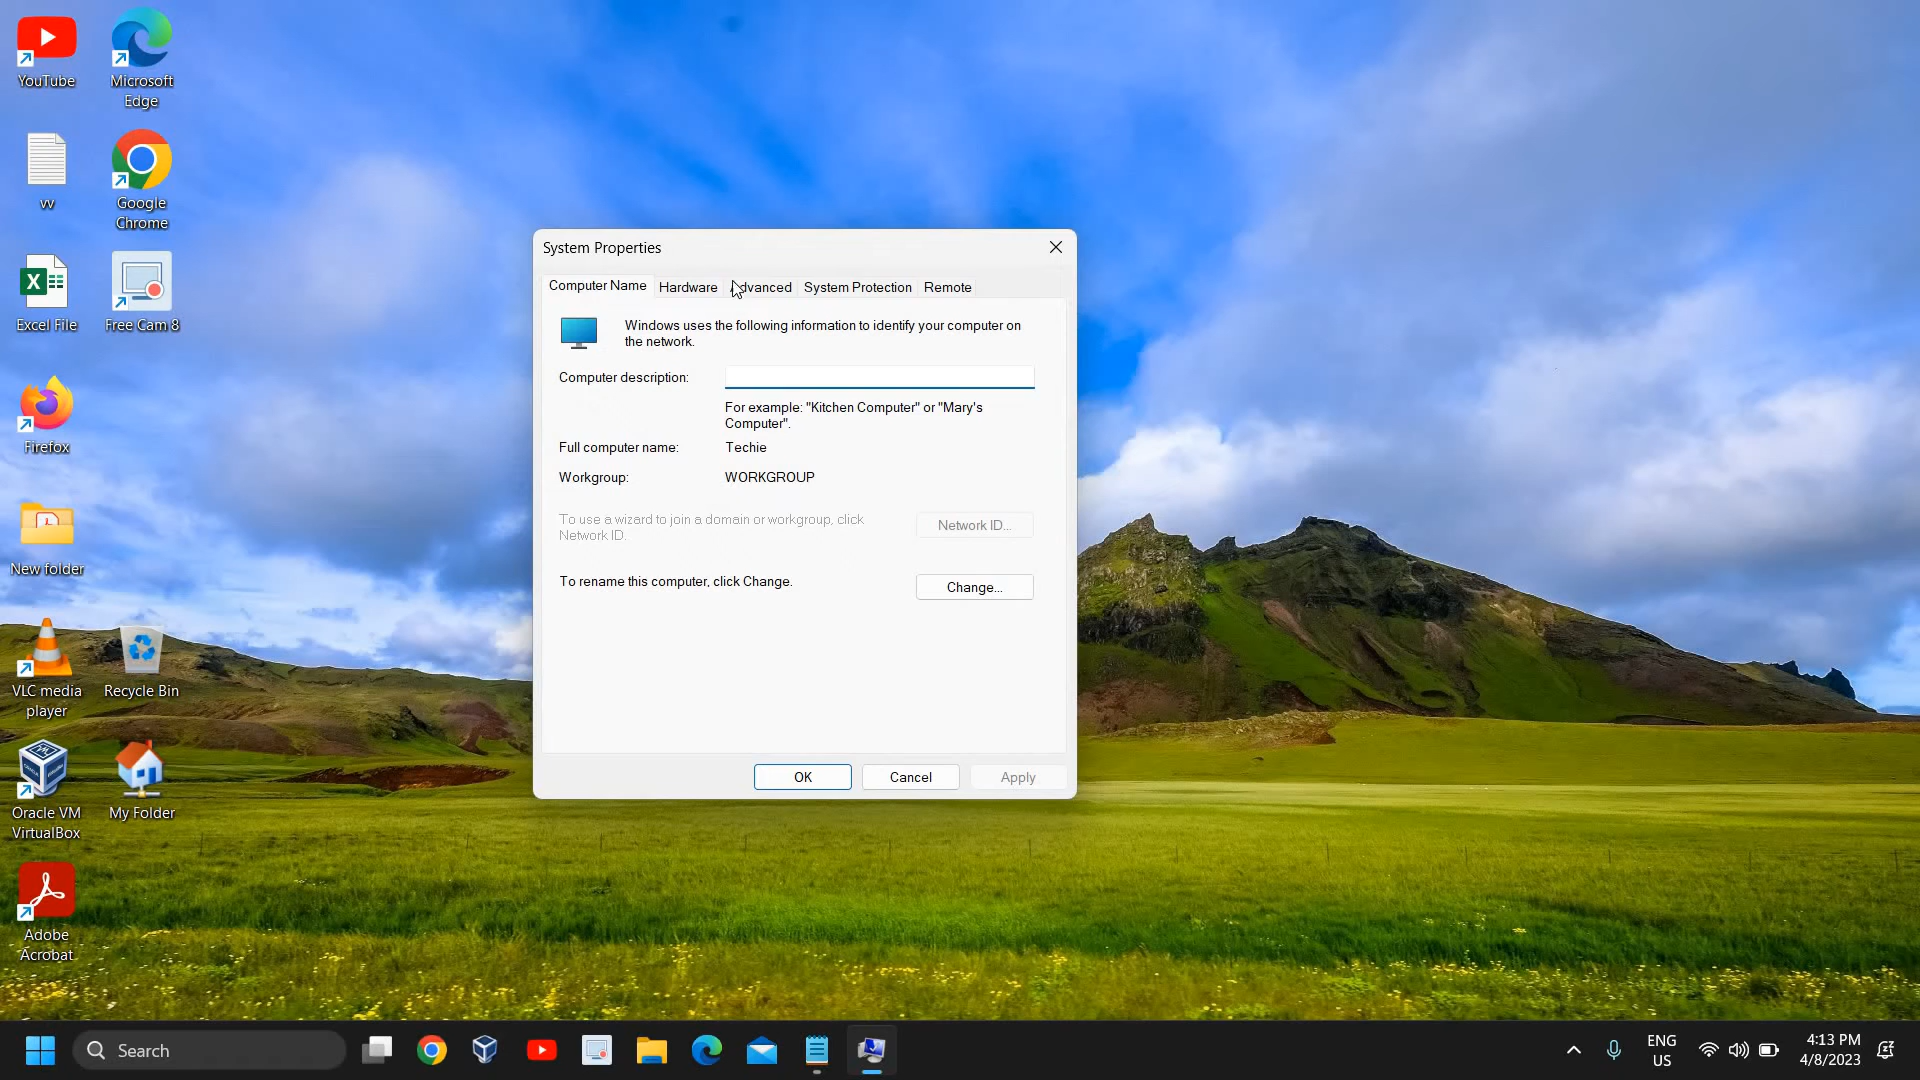 YouTube
Microsoft
Edge
vv
Google
Chrome
Excel File
Free Cam 8
Firefox
New folder
VLC media
player
Recycle Bin
Oracle VM
VirtualBox
My Folder
Adobe
Acrobat
System Properties
Computer Name
Hardware
Advanced
System Protection
Remote
Windows uses the following information to identify your computer on
the network.
Computer description:
For example: "Kitchen Computer" or "Mary's
Computer".
Full computer name:
Techie
Workgroup:
WORKGROUP
To use a wizard to join a domain or workgroup, click
Network ID.
Network ID...
To rename this computer, click Change.
Change...
OK
Cancel
Apply
Search
ENG
US
4:13 PM
4/8/2023